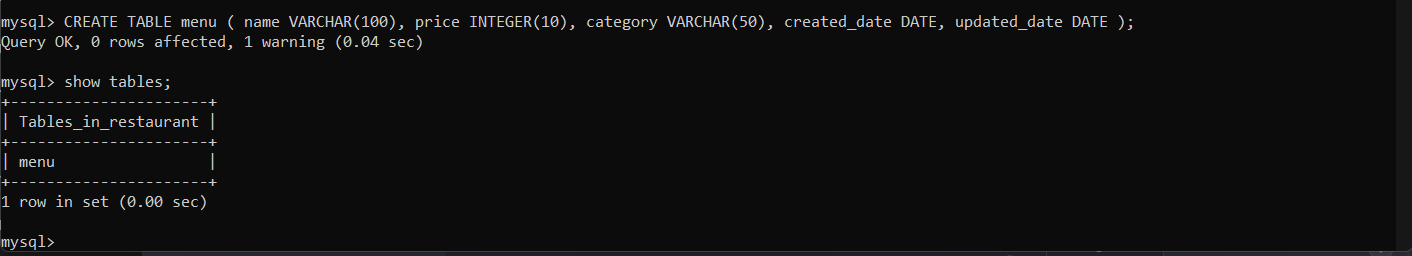 mysql> CREATE TABLE menu ( name VARCHAR(100), price INTEGER(10), category VARCHAR(50), created_date DATE, updated_date DATE );
Query OK, 0 rows affected, 1 warning (0.04 sec)

mysql> show tables;
+----------------------+
| Tables_in_restaurant |
+----------------------+
| menu                 |
+----------------------+
1 row in set (0.00 sec)

mysql>